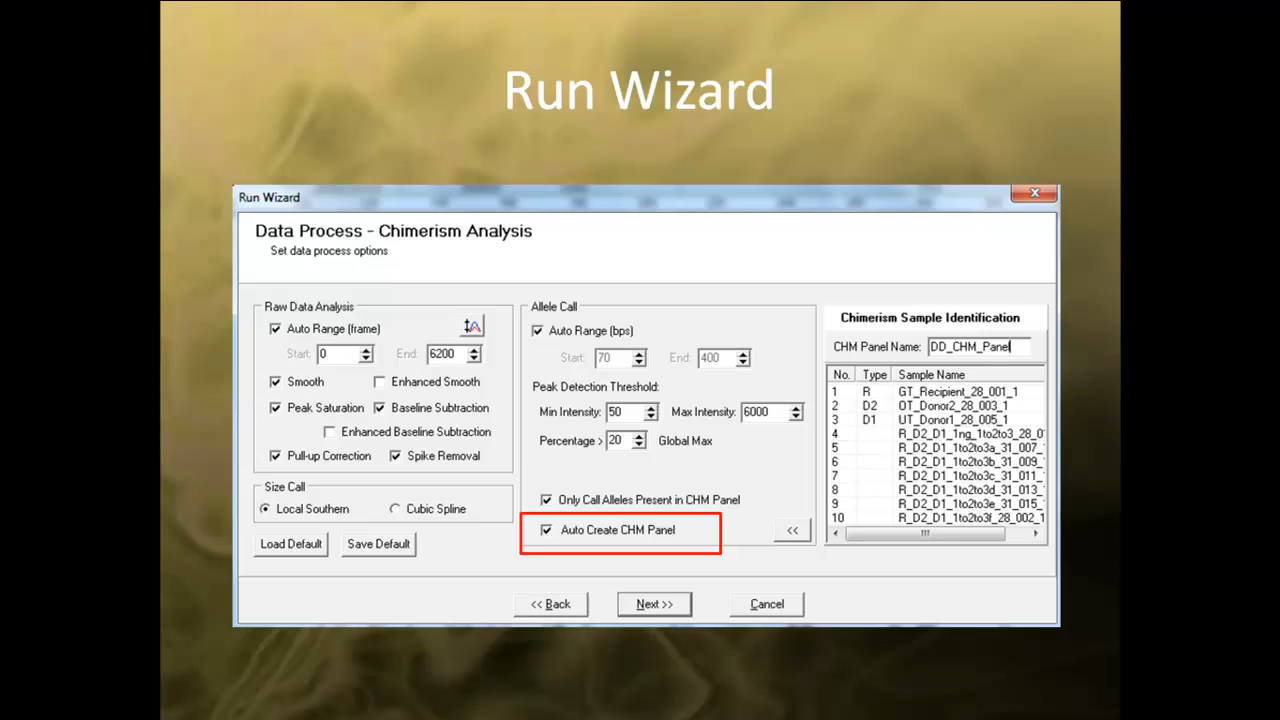 Run Wizard
Run Wizard
Data Process - Chimerism Analysis
Set data process options
Raw Data Analysis
Auto Range (frame)
Start: 0 End: 6200
Smooth Enhanced Smooth
Peak Saturation Baseline Subtraction
Enhanced Baseline Subtraction
Pull-up Correction Spike Removal
Size Call
Local Southern Cubic Spline
Load Default Save Default
Allele Call
Auto Range (bps)
Start: 70 End: 400
Peak Detection Threshold:
Min Intensity: 50 Max Intensity: 6000
Percentage > 20 Global Max
Only Call Alleles Present in CHM Panel
Auto Create CHM Panel <<
Chimerism Sample Identification
CHM Panel Name: DD_CHM_Panel
No. Type Sample Name
1 R GT_Recipient_28_001_1
2 D2 OT_Donor2_28_003_1
3 D1 UT_Donor1_28_005_1
4 R_D2_D1_1ng_1to2to3_28_0
5 R_D2_D1_1to2to3a_31_007_
6 R_D2_D1_1to2to3b_31_009_
7 R_D2_D1_1to2to3c_31_011_
8 R_D2_D1_1to2to3d_31_013_
9 R_D2_D1_1to2to3e_31_015_
10 R_D2_D1_1to2to3f_28_002_1
<< Back Next >> Cancel